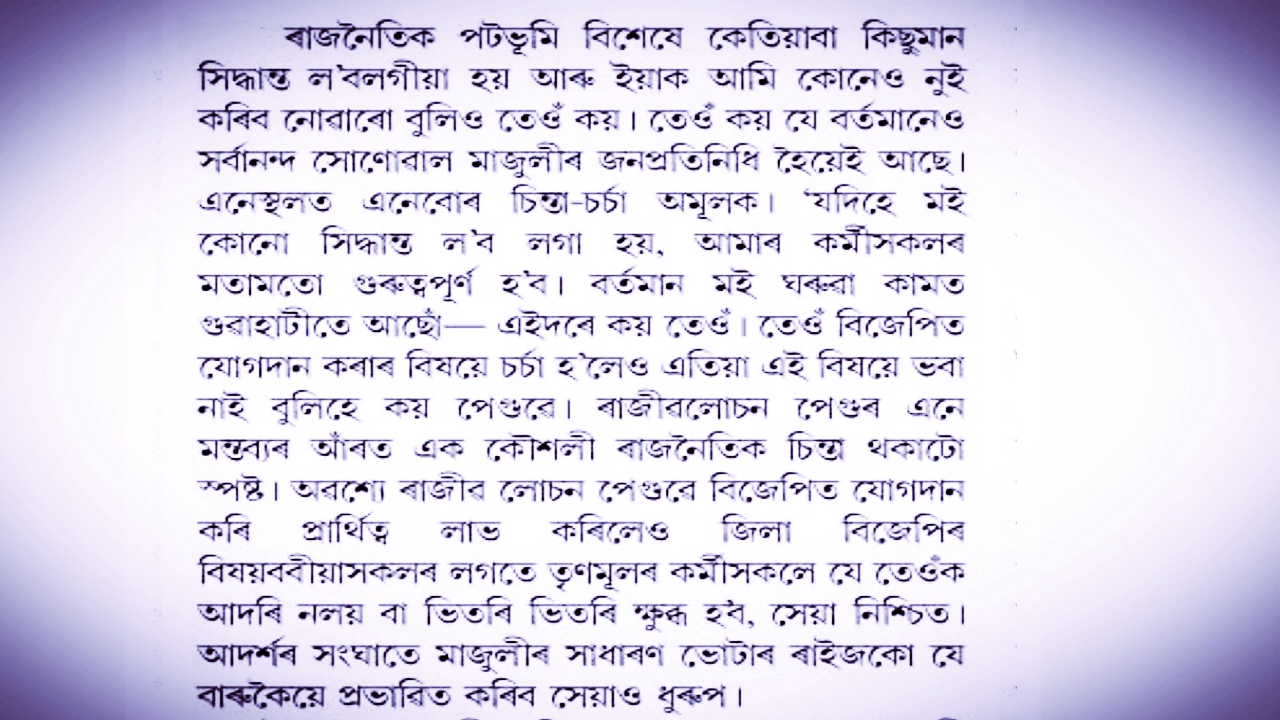 ৰাজনৈতিক পটভূমি বিশেষে কেতিয়াবা কিছুমান
সিদ্ধান্ত ল'বলগীয়া হয় আৰু ইয়াক আমি কোনেও নুই
কৰিব নোৱাৰো বুলিও তেওঁ কয়। তেওঁ কয় যে বৰ্তমানেও
সৰ্বানন্দ সোণোৱাল মাজুলীৰ জনপ্ৰতিনিধি হৈয়েই আছে।
এনেস্থলত এনেবোৰ চিন্তা-চৰ্চা অমূলক। 'যদিহে মই
কোনো সিদ্ধান্ত ল'ব লগা হয়, আমাৰ কৰ্মীসকলৰ
মতামতো গুৰুত্বপূৰ্ণ হ'ব। বৰ্তমান মই ঘৰুৱা কামত
গুৱাহাটীতে আছোঁ— এইদৰে কয় তেওঁ। তেওঁ বিজেপিত
যোগদান কৰাৰ বিষয়ে চৰ্চা হ'লেও এতিয়া এই বিষয়ে ভবা
নাই বুলিহে কয় পেগুৱে। ৰাজীৱলোচন পেগুৰ এনে
মন্তব্যৰ আঁৰত এক কৌশলী ৰাজনৈতিক চিন্তা থকাটো
স্পষ্ট। অৱশ্যে ৰাজীৱ লোচন পেগুৱে বিজেপিত যোগদান
কৰি প্ৰাৰ্থিত্ব লাভ কৰিলেও জিলা বিজেপিৰ
বিষয়ববীয়াসকলৰ লগতে তৃণমূলৰ কৰ্মীসকলে যে তেওঁক
আদৰি নলয় বা ভিতৰি ভিতৰি ক্ষুব্ধ হ'ব, সেয়া নিশ্চিত।
আদৰ্শৰ সংঘাতে মাজুলীৰ সাধাৰণ ভোটাৰ ৰাইজকো যে
বাৰুকৈয়ে প্ৰভাৱিত কৰিব সেয়াও ধুৰুপ।